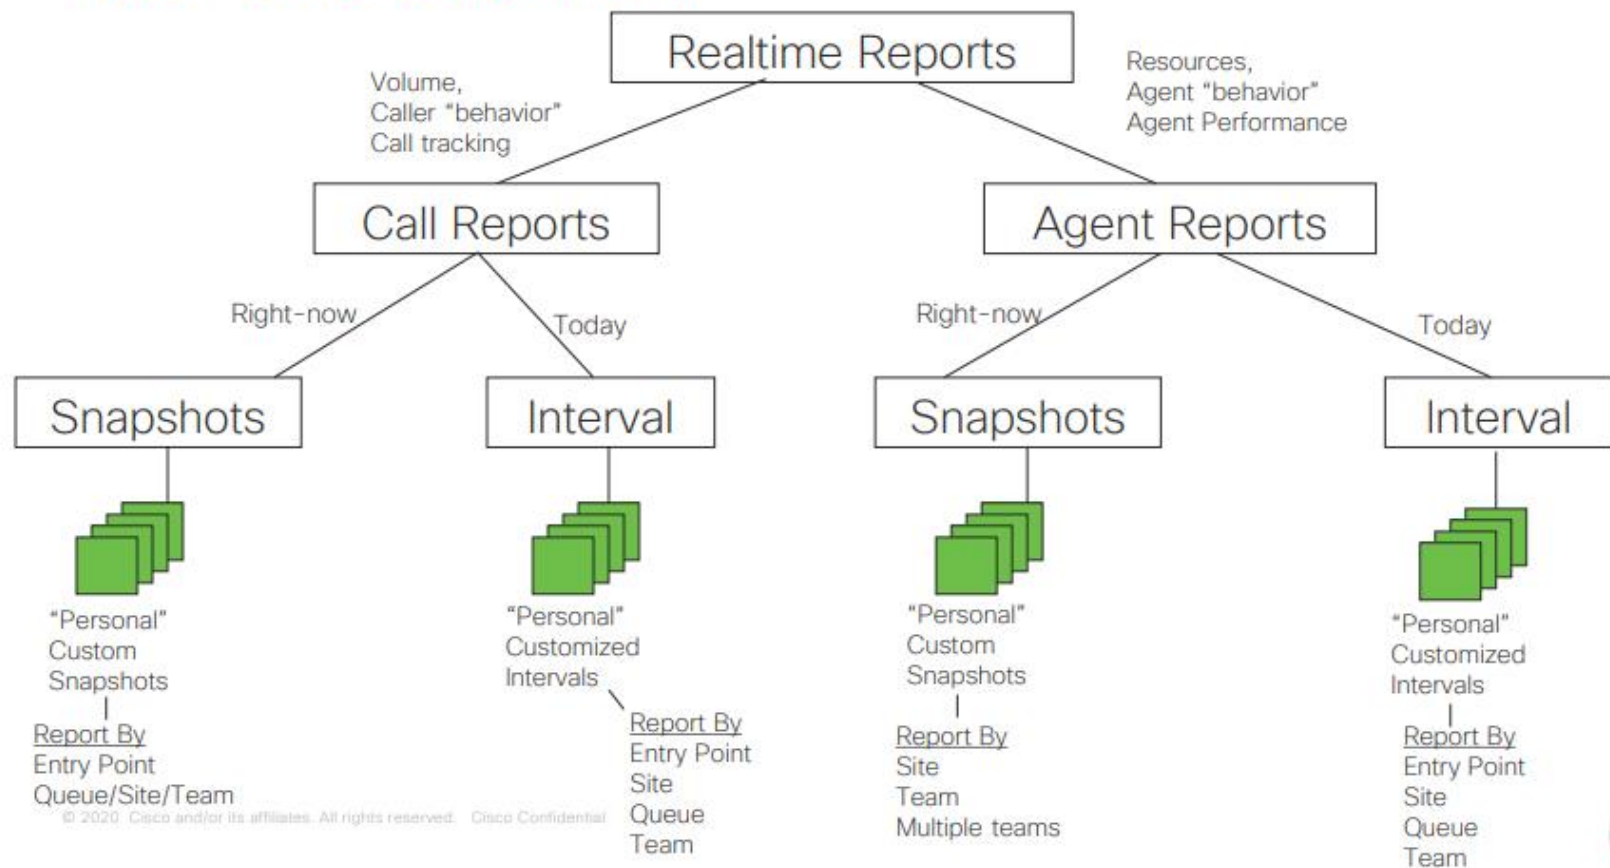 Realtime Reports
Volume,
Caller “behavior”
Call tracking
Resources,
Agent “behavior”
Agent Performance
Call Reports
Agent Reports
Right-now
Today
Right-now
Today
Snapshots
Interval
Snapshots
Interval
“Personal”
Custom
Snapshots
Report By
Entry Point
Queue/Site/Team
“Personal”
Customized
Intervals
Report By
Entry Point
Site
Queue
Team
“Personal”
Custom
Snapshots
Report By
Site
Team
Multiple teams
“Personal”
Customized
Intervals
Report By
Entry Point
Site
Queue
Team
© 2020 Cisco and/or its affiliates. All rights reserved. Cisco Confidential